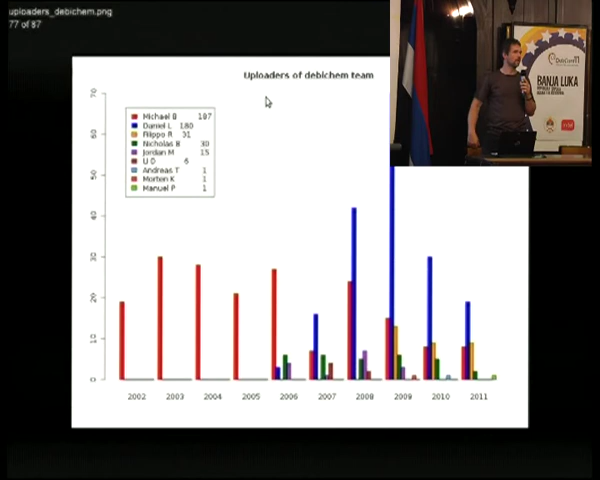 uploaders_debichem.png
77 of 87
Uploaders of debichem team
Michael B 187
Daniel L 180
Filippo R 31
Nicholas B 30
Jordan M 15
U D 6
Andreas T 1
Morten K 1
Manuel P 1
70
60
50
40
30
20
10
0
2002 2003 2004 2005 2006 2007 2008 2009 2010 2011
DebConf11
BANJA LUKA